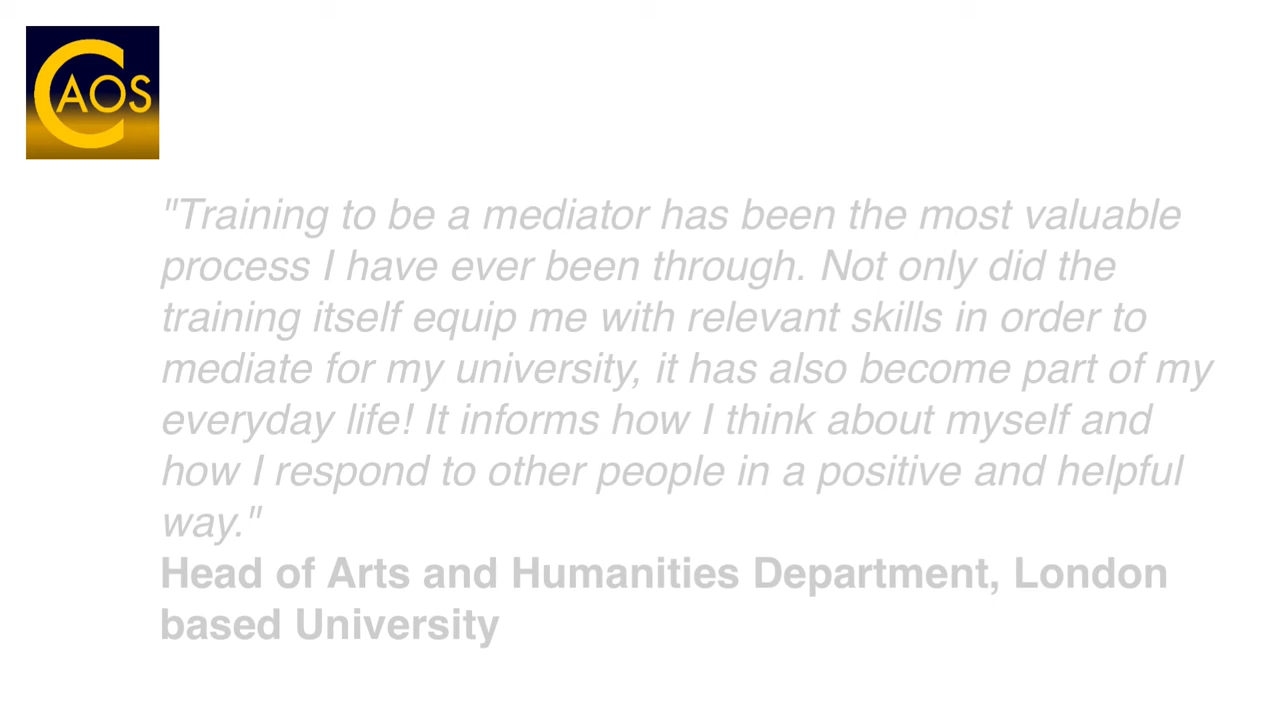 CAOS
"Training to be a mediator has been the most valuable
process I have ever been through. Not only did the
training itself equip me with relevant skills in order to
mediate for my university, it has also become part of my
everyday life! It informs how I think about myself and
how I respond to other people in a positive and helpful
way."
Head of Arts and Humanities Department, London
based University